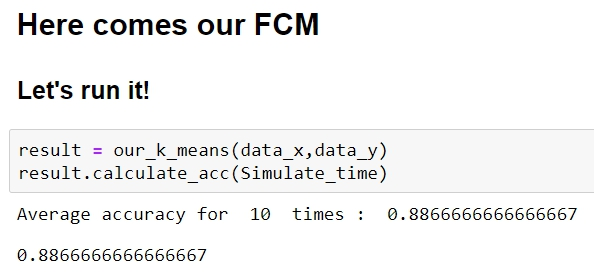 Here comes our FCM
Let's run it!
result = our_k_means(data_x,data_y)
result.calculate_acc(Simulate_time)
Average accuracy for  10  times :  0.8866666666666667
0.8866666666666667